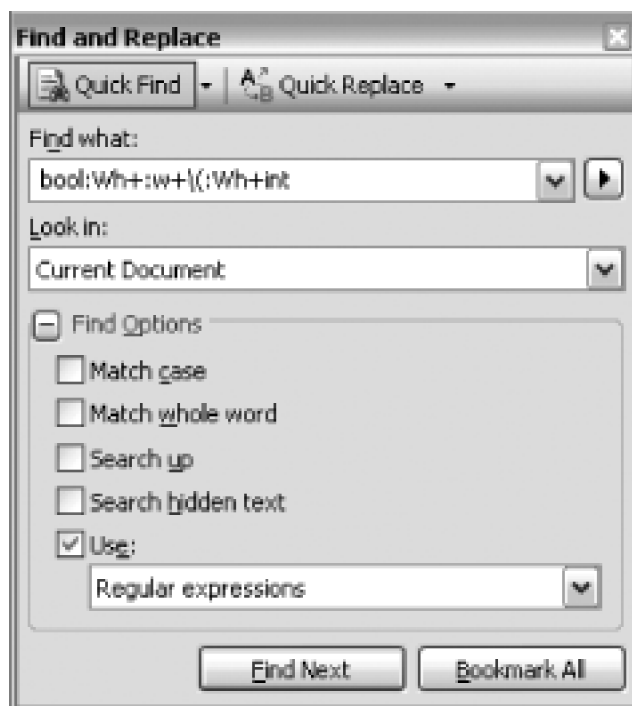 Find and Replace
Quick Find Quick Replace
Find what:
bool:Wh+:w+\(:Wh+int
Look in:
Current Document
Find Options
Match case
Match whole word
Search up
Search hidden text
Use:
Regular expressions
Find Next Bookmark All